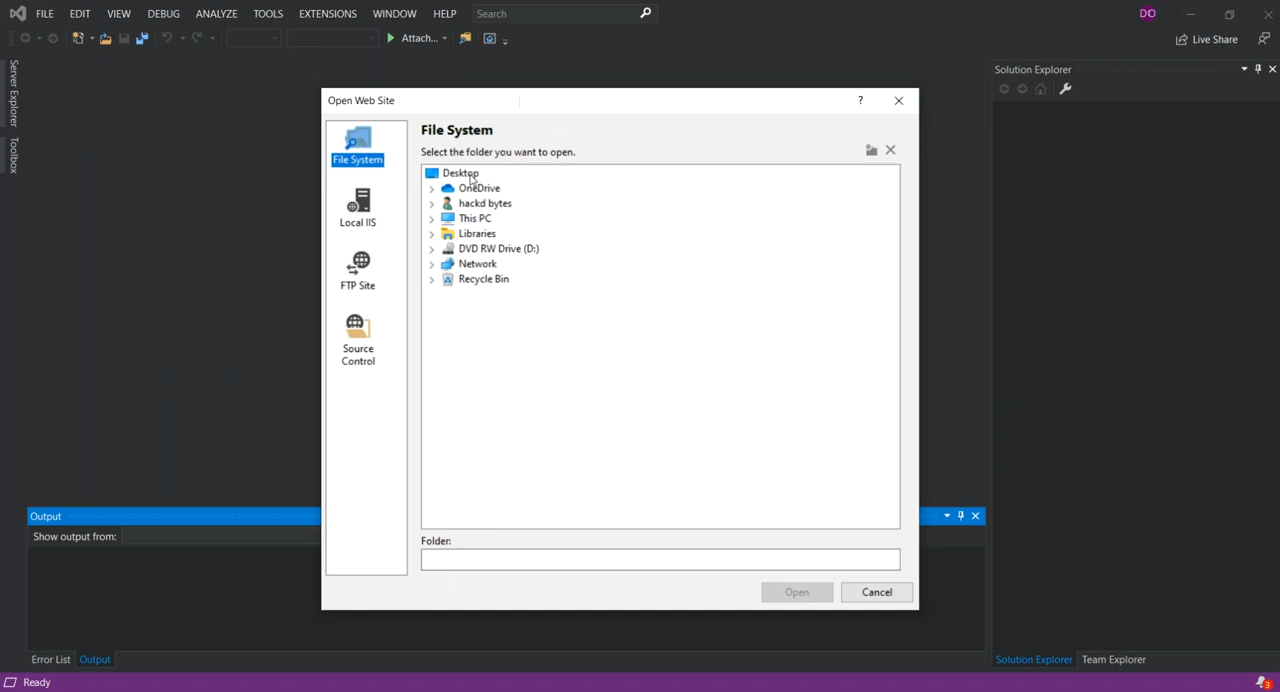 FILE EDIT VIEW DEBUG ANALYZE TOOLS EXTENSIONS WINDOW HELP Search DO
Attach... Live Share
Server Explorer
Toolbox
Solution Explorer
Open Web Site ?
File System
Local IIS
FTP Site
Source
Control
File System
Select the folder you want to open.
Desktop
OneDrive
hackd bytes
This PC
Libraries
DVD RW Drive (D:)
Network
Recycle Bin
Folder:
Open Cancel
Output
Show output from:
Error List Output Solution Explorer Team Explorer
Ready 3